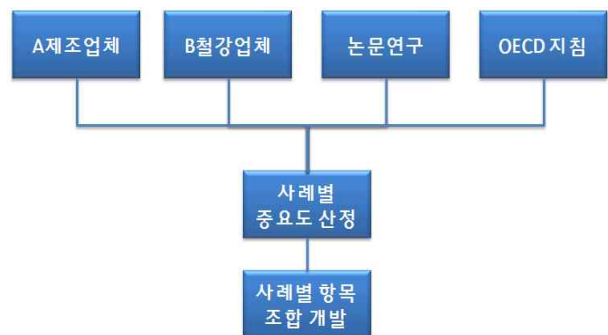 A제조업체
B철강업체
논문연구
OECD 지침
사례별
중요도 산정
사례별 항목
조합 개발